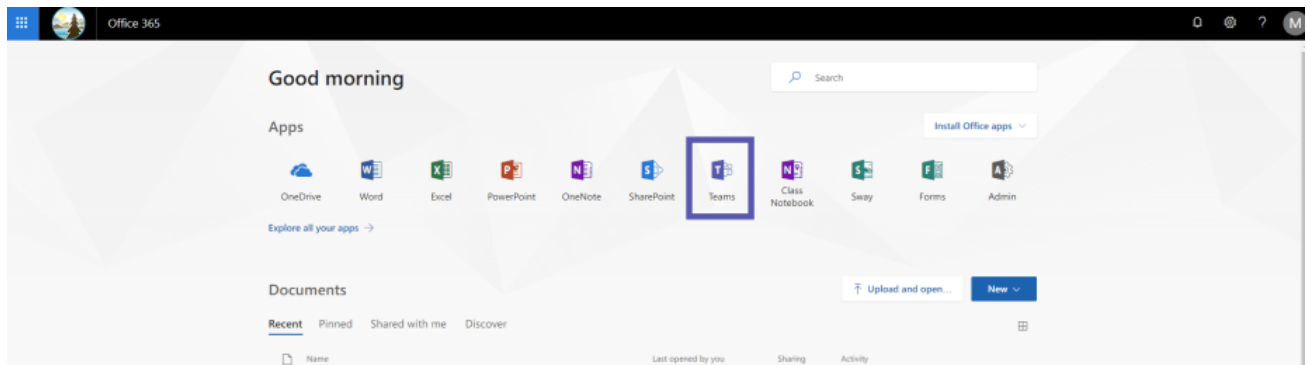 Office 365
?
M
Good morning
Search
Apps
Install Office apps
OneDrive
Word
Excel
PowerPoint
OneNote
SharePoint
Teams
Class
Notebook
Sway
Forms
Admin
Explore all your apps →
Documents
Upload and open...
New
Recent Pinned Shared with me Discover
Name Last opened by you Sharing Activity